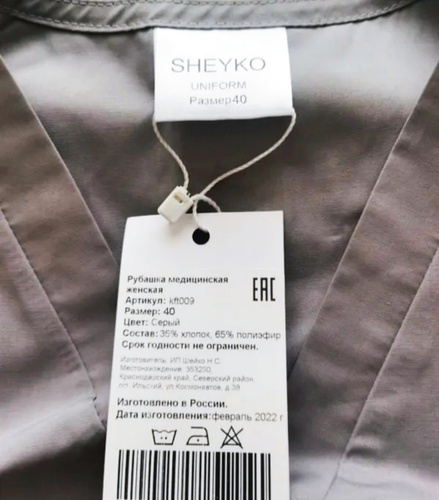 SHEYKO
UNIFORM
Размер40
Рубашка медицинская
женская
Артикул: kft009
Размер: 40
Цвет: Серый
Состав: 35% хлопок, 65% полиэфир
Срок годности не ограничен.
EAC
Изготовитель: ИП Шейко Н.С.
Местонахождение: 353230,
Краснодарский край, Северский район,
пгт. Ильский, ул.Космонавтов, д.38
Изготовлено в России.
Дата изготовления:февраль 2022 г